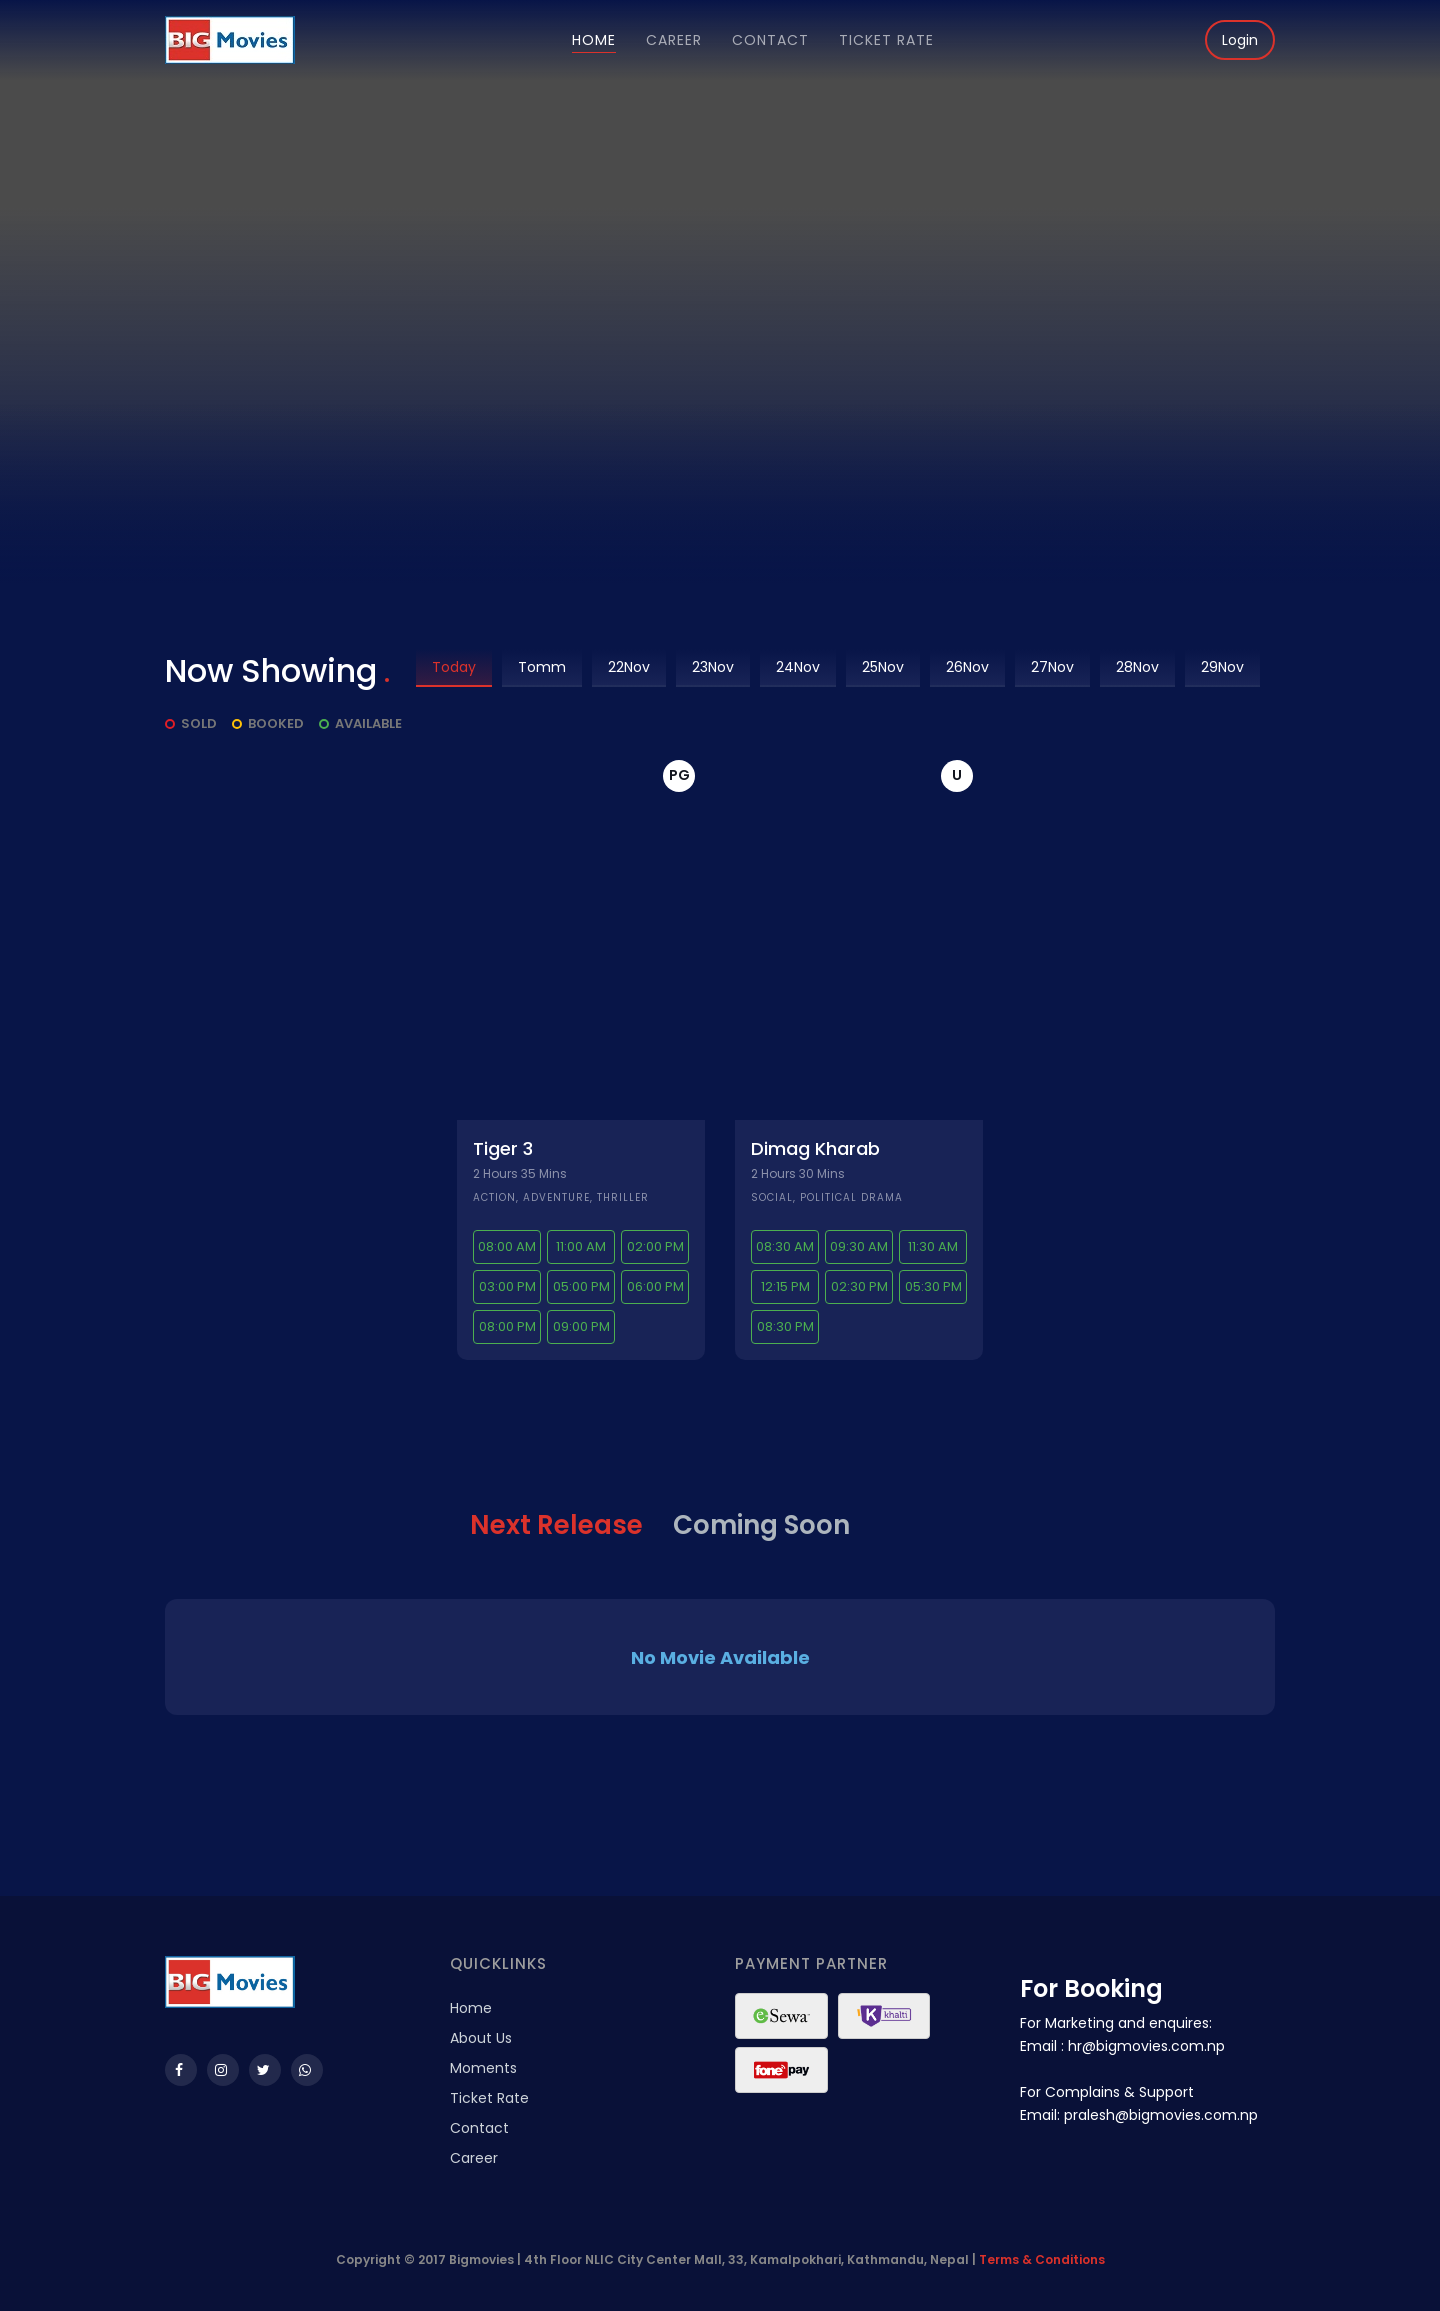 BIG Movies
HOME CAREER CONTACT TICKET RATE
Login
Now Showing .
Today Tomm 22Nov 23Nov 24Nov 25Nov 26Nov 27Nov 28Nov 29Nov
SOLD BOOKED AVAILABLE
PG
Tiger 3
2 Hours 35 Mins
ACTION, ADVENTURE, THRILLER
08:00 AM 11:00 AM 02:00 PM
03:00 PM 05:00 PM 06:00 PM
08:00 PM 09:00 PM
U
Dimag Kharab
2 Hours 30 Mins
SOCIAL, POLITICAL DRAMA
08:30 AM 09:30 AM 11:30 AM
12:15 PM 02:30 PM 05:30 PM
08:30 PM
Next Release Coming Soon
No Movie Available
BIG Movies
QUICKLINKS
Home
About Us
Moments
Ticket Rate
Contact
Career
PAYMENT PARTNER
eSewa
khalti
fonepay
For Booking
For Marketing and enquires:
Email : hr@bigmovies.com.np
For Complains & Support
Email: pralesh@bigmovies.com.np
Copyright © 2017 Bigmovies | 4th Floor NLIC City Center Mall, 33, Kamalpokhari, Kathmandu, Nepal | Terms & Conditions